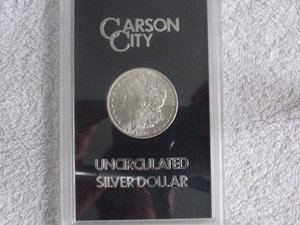 CARSON
CITY
UNCIRCULATED
SILVER DOLLAR